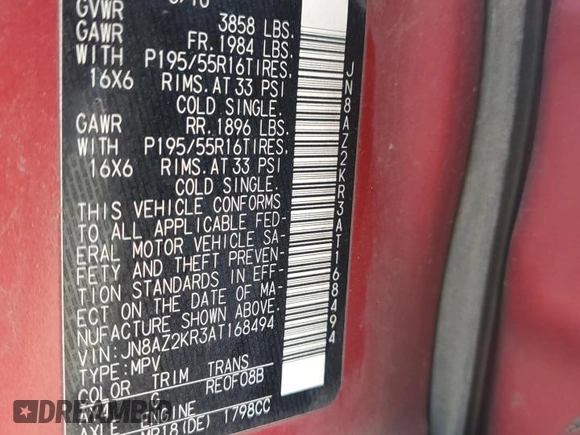 GVWR 3858 LBS.
GAWR FR. 1984 LBS.
WITH P195/55R16TIRES.
16X6 RIMS. AT 33 PSI
COLD SINGLE.
GAWR RR. 1896 LBS.
WITH P195/55R16TIRES.
16X6 RIMS. AT 33 PSI
COLD SINGLE.
THIS VEHICLE CONFORMS
TO ALL APPLICABLE FED-
ERAL MOTOR VEHICLE SA-
FETY AND THEFT PREVEN-
TION STANDARDS IN EFF-
ECT ON THE DATE OF MA-
NUFACTURE SHOWN ABOVE.
VIN: JN8AZ2KR3AT168494
TYPE: MPV
COLOR TRIM TRANS
RE0F08B
ENGINE
AXLE MR18(DE) 1798CC
JN8AZ2KR3AT168494
AutoHelperBot.com